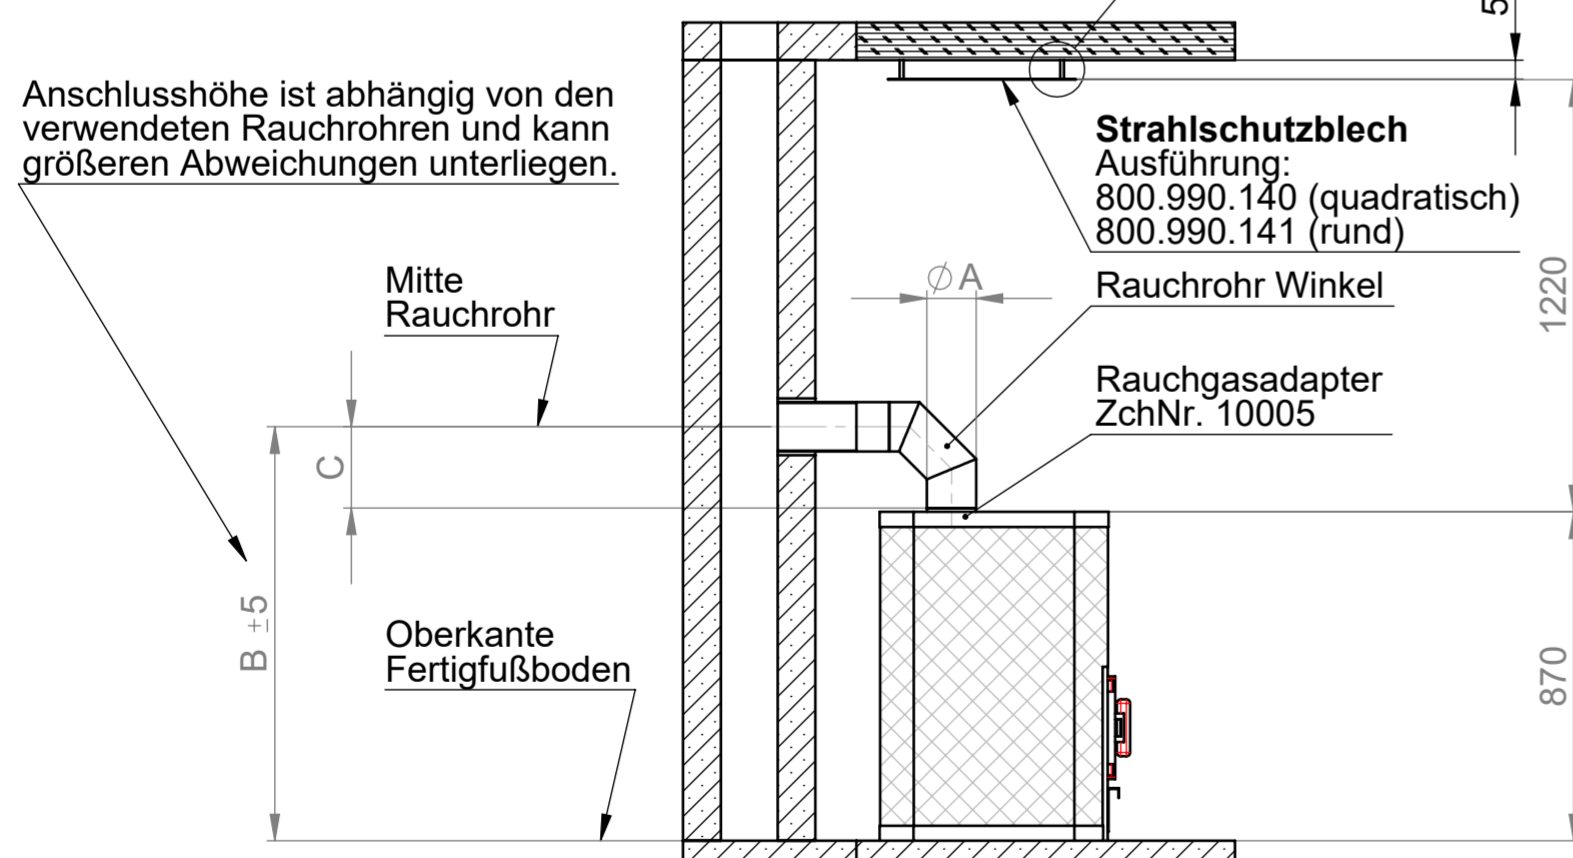 5
Anschlusshöhe ist abhängig von den
verwendeten Rauchrohren und kann
größeren Abweichungen unterliegen.
Strahlschutzblech
Ausführung:
800.990.140 (quadratisch)
800.990.141 (rund)
Mitte
Rauchrohr
Ø A
Rauchrohr Winkel
1220
Rauchgasadapter
ZchNr. 10005
C
B ±5
Oberkante
Fertigfußboden
870